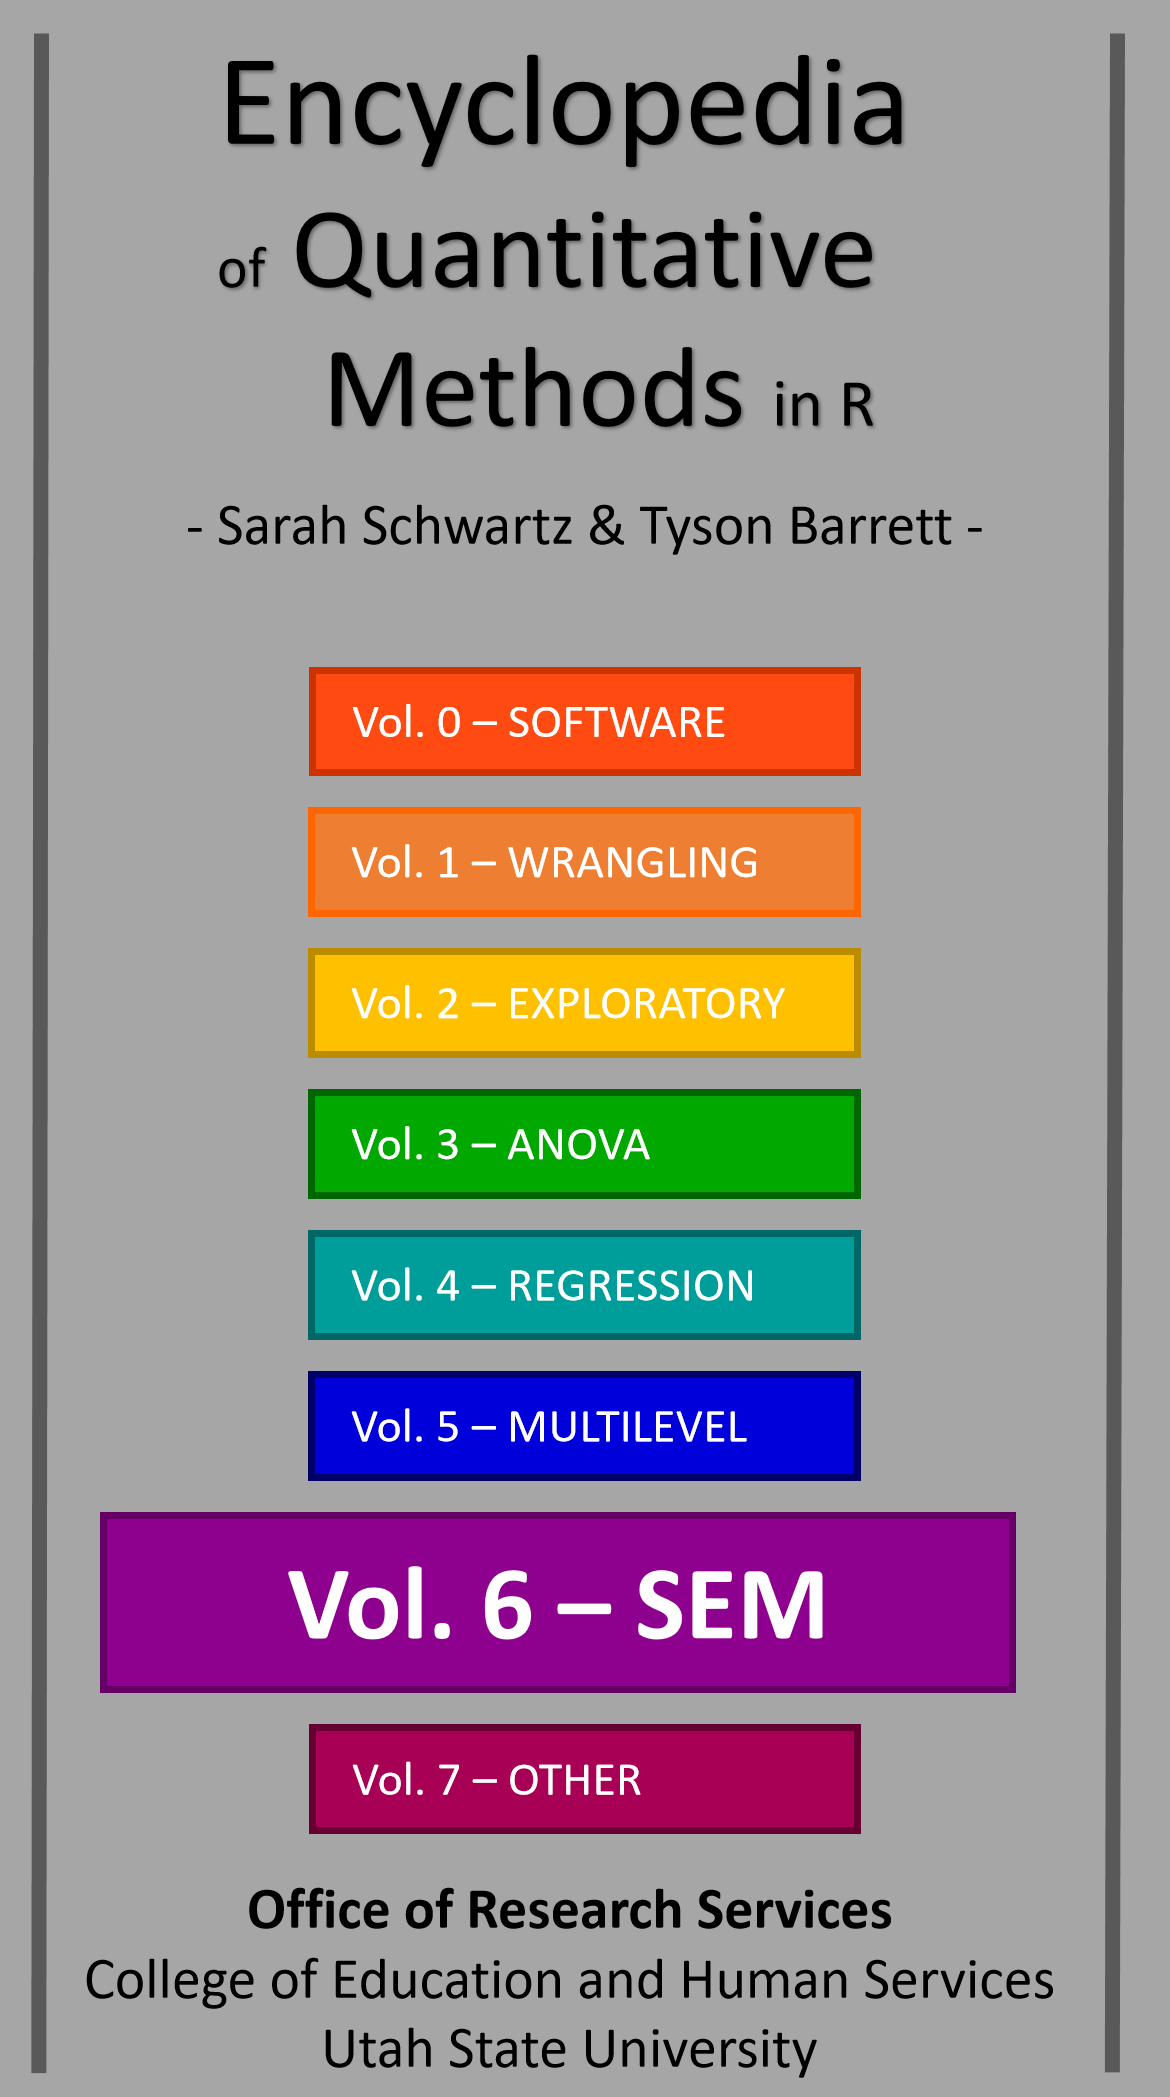 Encyclopedia
of Quantitative
Methods in R
- Sarah Schwartz & Tyson Barrett -
Vol. 0 – SOFTWARE
Vol. 1 – WRANGLING
Vol. 2 – EXPLORATORY
Vol. 3 – ANOVA
Vol. 4 – REGRESSION
Vol. 5 – MULTILEVEL
Vol. 6 – SEM
Vol. 7 – OTHER
Office of Research Services
College of Education and Human Services
Utah State University